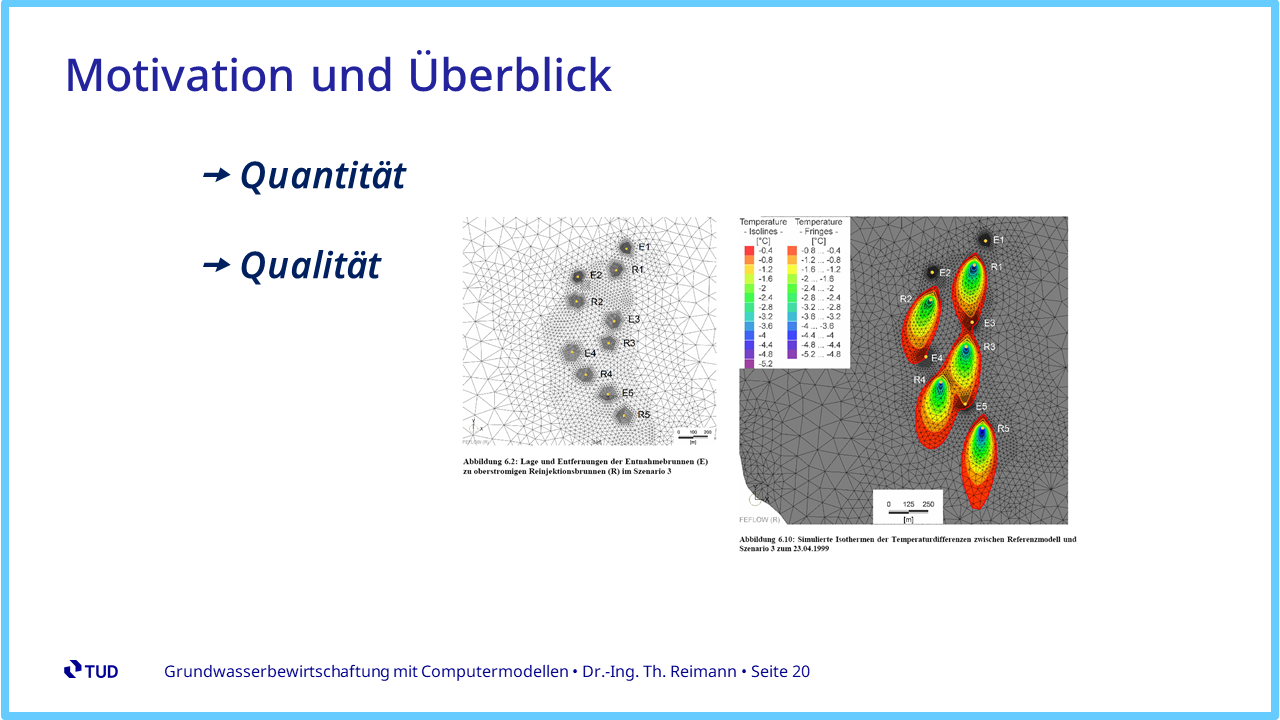 Motivation und Überblick
→ Quantität
→ Qualität
E1
E2
R1
R2
E3
R3
E4
R4
E5
R5
0 100 200
[m]
FEFLOW (R)
Abbildung 6.2: Lage und Entfernungen der Entnahmebrunnen (E)
zu oberstromigen Reinjektionsbrunnen (R) im Szenario 3
Temperature Temperature
- Isolines - - Fringes -
[°C] [°C]
-0.4 -0.8 ... -0.4
-0.8 -1.2 ... -0.8
-1.2 -1.6 ... -1.2
-1.6 -2 ... -1.6
-2 -2.4 ... -2
-2.4 -2.8 ... -2.4
-2.8 -3.2 ... -2.8
-3.2 -3.6 ... -3.2
-3.6 -4 ... -3.6
-4 -4.4 ... -4
-4.4 -4.8 ... -4.4
-4.8 -5.2 ... -4.8
-5.2
E1
E2
R1
R2
E3
R3
E4
R4
E5
R5
0 125 250
[m]
FEFLOW (R)
Abbildung 6.10: Simulierte Isothermen der Temperaturdifferenzen zwischen Referenzmodell und
Szenario 3 zum 23.04.1999
TUD
Grundwasserbewirtschaftung mit Computermodellen • Dr.-Ing. Th. Reimann • Seite 20